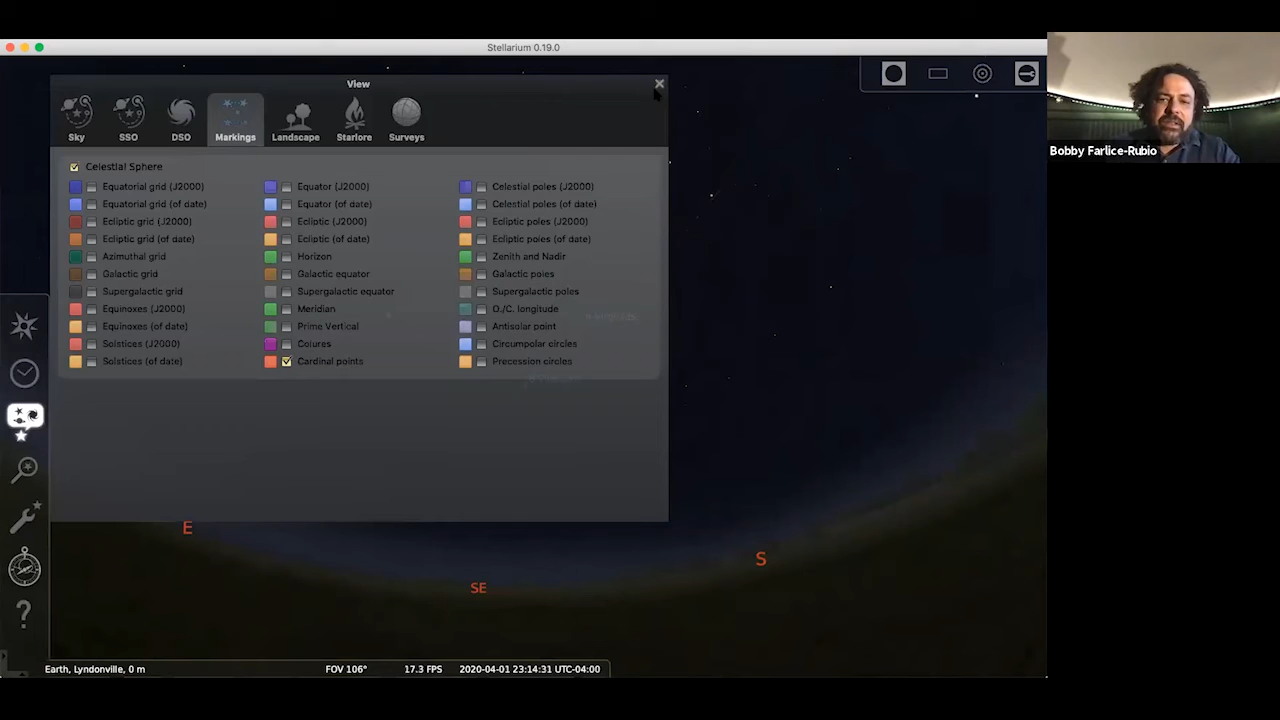 Stellarium 0.19.0
View
Sky SSO DSO Markings Landscape Starlore Surveys
Bobby Farlice-Rubio
Celestial Sphere
Equatorial grid (J2000) Equator (J2000) Celestial poles (J2000)
Equatorial grid (of date) Equator (of date) Celestial poles (of date)
Ecliptic grid (J2000) Ecliptic (J2000) Ecliptic poles (J2000)
Ecliptic grid (of date) Ecliptic (of date) Ecliptic poles (of date)
Azimuthal grid Horizon Zenith and Nadir
Galactic grid Galactic equator Galactic poles
Supergalactic grid Supergalactic equator Supergalactic poles
Equinoxes (J2000) Meridian O./C. longitude
Equinoxes (of date) Prime Vertical Antisolar point
Solstices (J2000) Colures Circumpolar circles
Solstices (of date) Cardinal points Precession circles
E
S
SE
Earth, Lyndonville, 0 m FOV 106° 17.3 FPS 2020-04-01 23:14:31 UTC-04:00